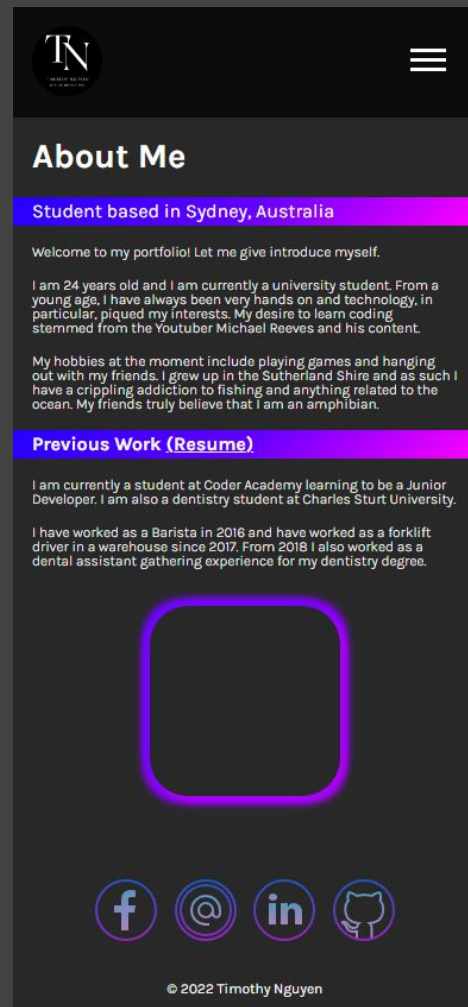 TN
TIMOTHY NGUYEN
About Me
Student based in Sydney, Australia
Welcome to my portfolio! Let me give introduce myself.
I am 24 years old and I am currently a university student. From a
young age, I have always been very hands on and technology, in
particular, piqued my interests. My desire to learn coding
stemmed from the Youtuber Michael Reeves and his content.
My hobbies at the moment include playing games and hanging
out with my friends. I grew up in the Sutherland Shire and as such I
have a crippling addiction to fishing and anything related to the
ocean. My friends truly believe that I am an amphibian.
Previous Work (Resume)
I am currently a student at Coder Academy learning to be a Junior
Developer. I am also a dentistry student at Charles Sturt University.
I have worked as a Barista in 2016 and have worked as a forklift
driver in a warehouse since 2017. From 2018 I also worked as a
dental assistant gathering experience for my dentistry degree.
f @ in
© 2022 Timothy Nguyen